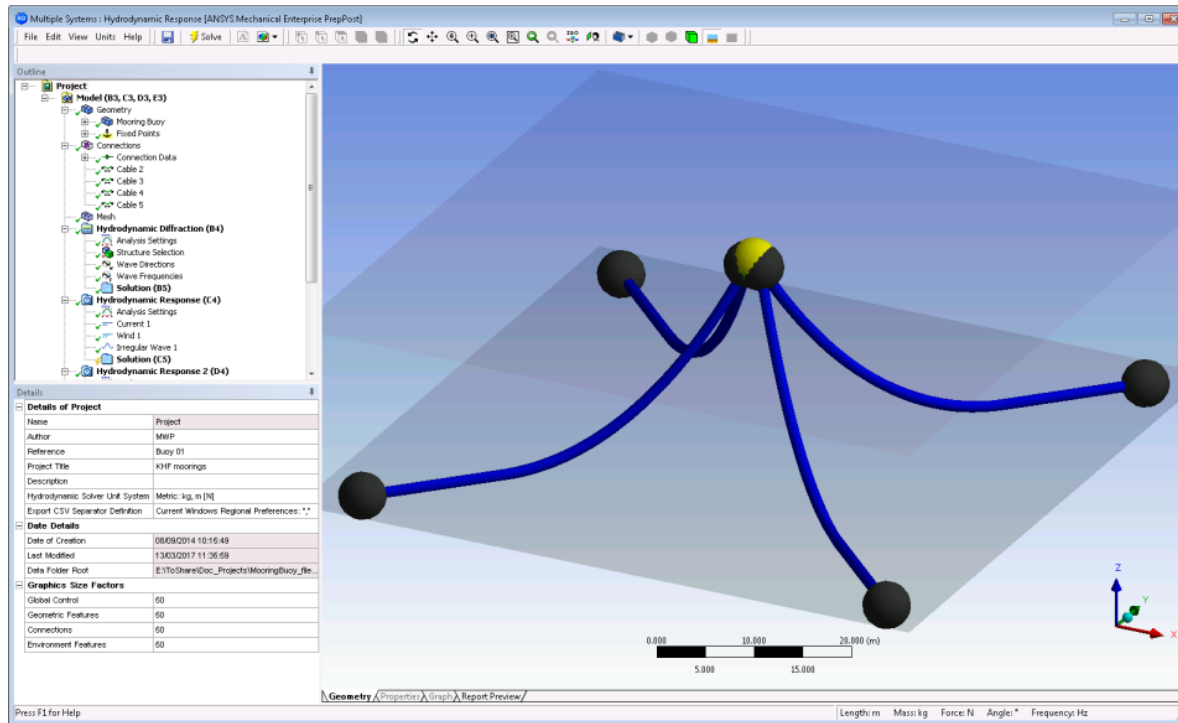 Multiple Systems : Hydrodynamic Response [ANSYS Mechanical Enterprise PrepPost]
File Edit View Units Help Solve
Outline
Project
Model (B3, C3, D3, E3)
Geometry
Mooring Buoy
Fixed Points
Connections
Connection Data
Cable 2
Cable 3
Cable 4
Cable 5
Mesh
Hydrodynamic Diffraction (B4)
Analysis Settings
Structure Selection
Wave Directions
Wave Frequencies
Solution (B5)
Hydrodynamic Response (C4)
Analysis Settings
Current 1
Wind 1
Irregular Wave 1
Solution (C5)
Hydrodynamic Response 2 (D4)
Details
Details of Project
Name Project
Author MWP
Reference Buoy 01
Project Title KHF moorings
Description
Hydrodynamic Solver Unit System Metric: kg, m [N]
Export CSV Separator Definition Current Windows Regional Preferences: ","
Date Details
Date of Creation 08/09/2014 10:15:49
Last Modified 13/03/2017 11:36:59
Data Folder Root E:\ToShare\Doc_Projects\MooringBuoy_file...
Graphics Size Factors
Global Control 60
Geometric Features 60
Connections 60
Environment Features 60
Z
Y
X
0.000 10.000 20.000 (m)
5.000 15.000
Geometry Properties Graph Report Preview
Press F1 for Help Length: m Mass: kg Force: N Angle: ° Frequency: Hz